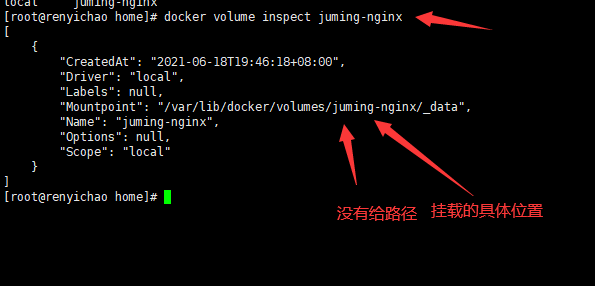 local     juming-nginx
[root@renyichao home]# docker volume inspect juming-nginx
[
    {
        "CreatedAt": "2021-06-18T19:46:18+08:00",
        "Driver": "local",
        "Labels": null,
        "Mountpoint": "/var/lib/docker/volumes/juming-nginx/_data",
        "Name": "juming-nginx",
        "Options": null,
        "Scope": "local"
    }
]
[root@renyichao home]#
没有给路径 挂载的具体位置